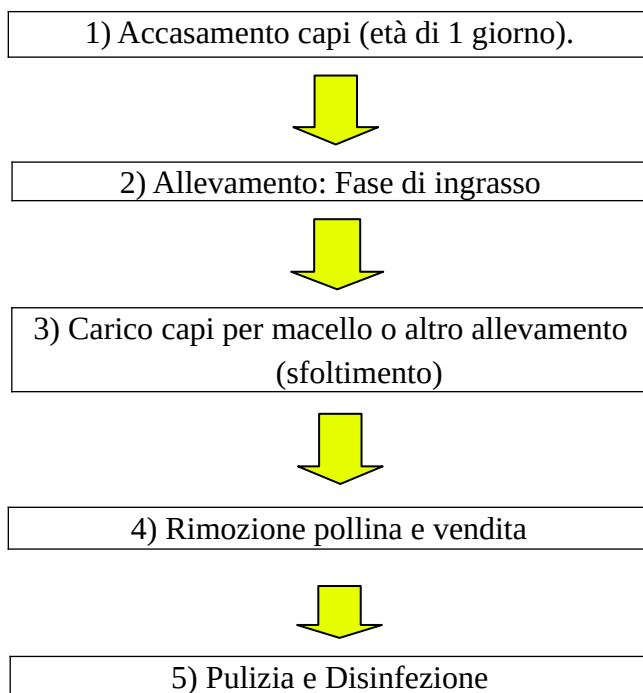 1) Accasamento capi (età di 1 giorno).
2) Allevamento: Fase di ingrasso
3) Carico capi per macello o altro allevamento
(sfoltimento)
4) Rimozione pollina e vendita
5) Pulizia e Disinfezione